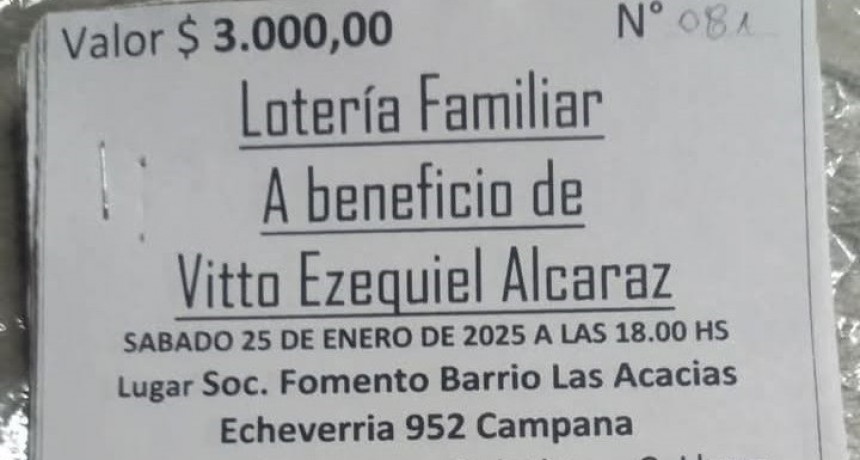 Valor $ 3.000,00 N° 081
Lotería Familiar
A beneficio de
Vitto Ezequiel Alcaraz
SABADO 25 DE ENERO DE 2025 A LAS 18.00 HS
Lugar Soc. Fomento Barrio Las Acacias
Echeverria 952 Campana